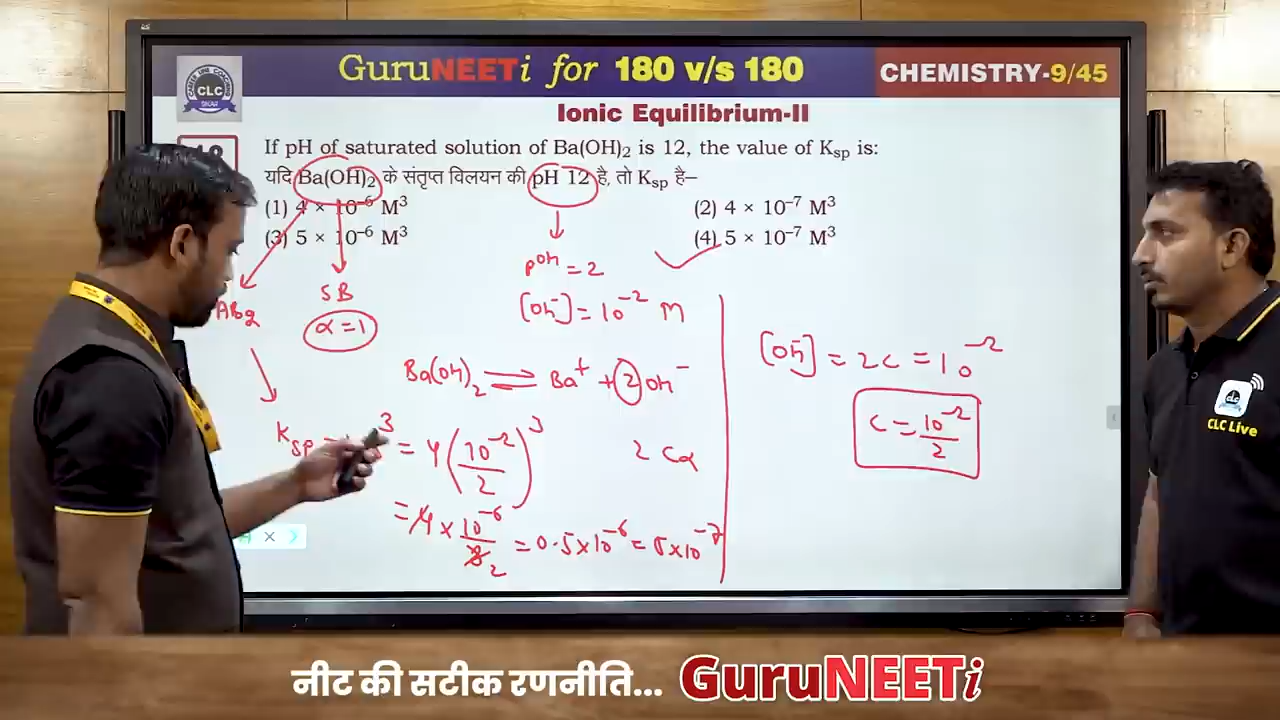 GuruNEETi for 180 v/s 180
CHEMISTRY-9/45
CLC
SIKAR
Ionic Equilibrium-II
If pH of saturated solution of Ba(OH)₂ is 12, the value of Kₛₚ is:
यदि Ba(OH)₂ के संतृप्त विलयन की pH 12 है, तो Kₛₚ है–
(1) 4 × 10⁻⁶ M³
(2) 4 × 10⁻⁷ M³
(3) 5 × 10⁻⁶ M³
(4) 5 × 10⁻⁷ M³
pOH = 2
SB
AB₂
α = 1
[OH⁻] = 10⁻² M
[OH⁻] = 2C = 10⁻²
Ba(OH)₂ ⇌ Ba⁺ + 2OH⁻
C = 10⁻²/2
Kₛₚ = ³ = 4(10⁻²/2)³
2Cα
= 4 × 10⁻⁶/8 2 = 0.5×10⁻⁶ = 5×10⁻⁷
CLC Live
नीट की सटीक रणनीति... GuruNEETi